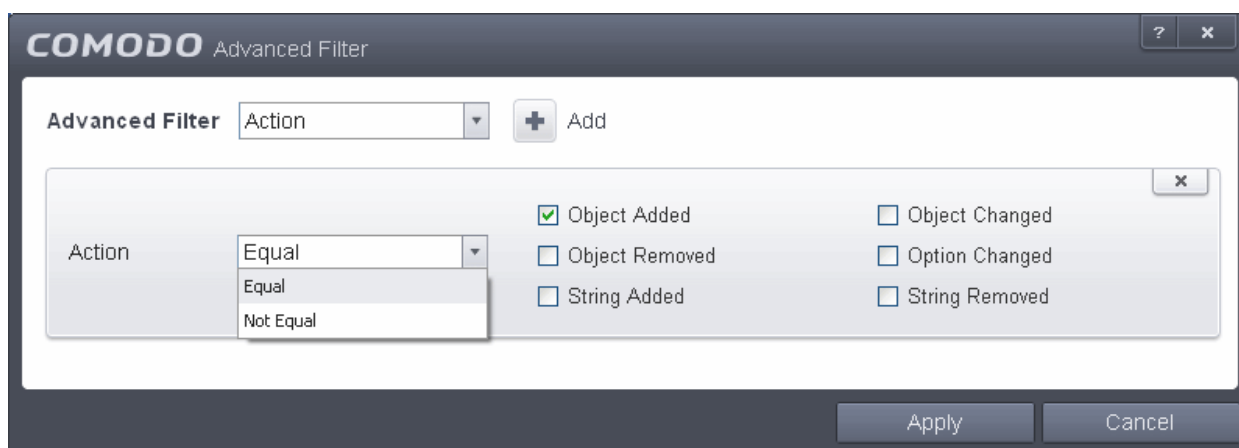 COMODO Advanced Filter ? x
Advanced Filter Action + Add
x
Object Added Object Changed
Action Equal Object Removed Option Changed
Equal String Added String Removed
Not Equal
Apply Cancel